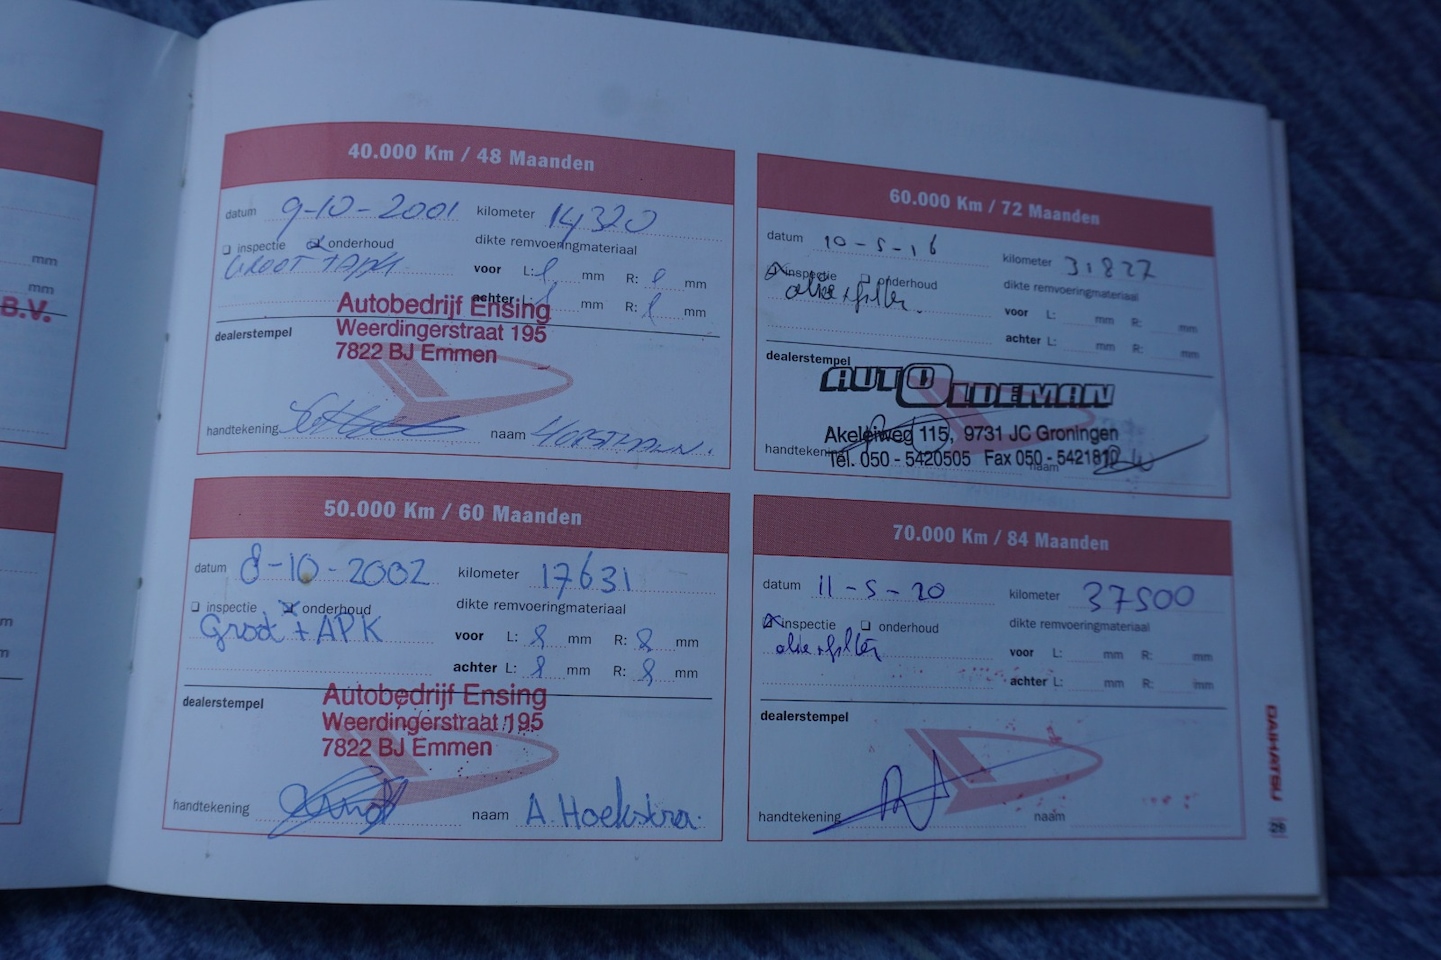 mm
mm
B.V.
m
m
40.000 Km / 48 Maanden
datum 9-10-2001 kilometer 14320
inspectie onderhoud dikte remvoeringmateriaal
GROOT + APK
voor L: mm R: mm
achter L: mm R: mm
dealerstempel
Autobedrijf Ensing
Weerdingerstraat 195
7822 BJ Emmen
handtekening naam
50.000 Km / 60 Maanden
datum 8-10-2002 kilometer 17631
inspectie onderhoud dikte remvoeringmateriaal
Groot + APK
voor L: 8 mm R: 8 mm
achter L: 8 mm R: 8 mm
dealerstempel
Autobedrijf Ensing
Weerdingerstraat 195
7822 BJ Emmen
handtekening naam A. Hoekstra.
60.000 Km / 72 Maanden
datum 10-5-16 kilometer 31827
inspectie onderhoud dikte remvoeringmateriaal
olie + filter.
voor L: mm R: mm
achter L: mm R: mm
dealerstempel
AUTO OLDEMAN
Akeleiweg 115, 9731 JC Groningen
Tel. 050 - 5420505 Fax 050 - 5421810
handtekening naam
70.000 Km / 84 Maanden
datum 11-5-20 kilometer 37500
inspectie onderhoud dikte remvoeringmateriaal
olie + filter
voor L: mm R: mm
achter L: mm R: mm
dealerstempel
handtekening naam
DAIHATSU